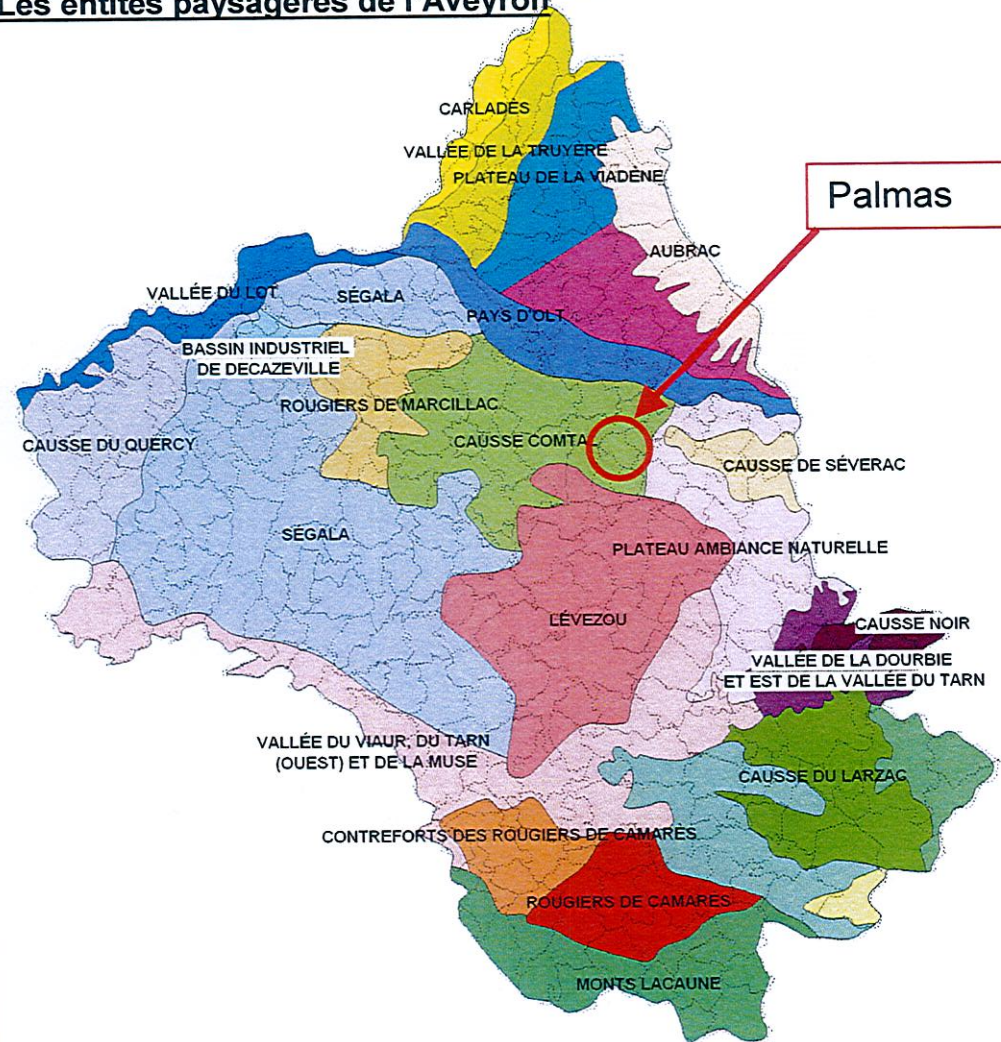 Les entités paysagères de l'Aveyron
CARLADÈS
VALLÉE DE LA TRUYÈRE
PLATEAU DE LA VIADÈNE
Palmas
AUBRAC
VALLÉE DU LOT
SÉGALA
PAYS D'OLT
BASSIN INDUSTRIEL
DE DECAZEVILLE
ROUGIERS DE MARCILLAC
CAUSSE DU QUERCY
CAUSSE COMTAL
CAUSSE DE SÉVERAC
SÉGALA
PLATEAU AMBIANCE NATURELLE
LÉVEZOU
CAUSSE NOIR
VALLÉE DE LA DOURBIE
ET EST DE LA VALLÉE DU TARN
VALLÉE DU VIAUR, DU TARN
(OUEST) ET DE LA MUSE
CAUSSE DU LARZAC
CONTREFORTS DES ROUGIERS DE CAMARÈS
ROUGIERS DE CAMARÈS
MONTS LACAUNE